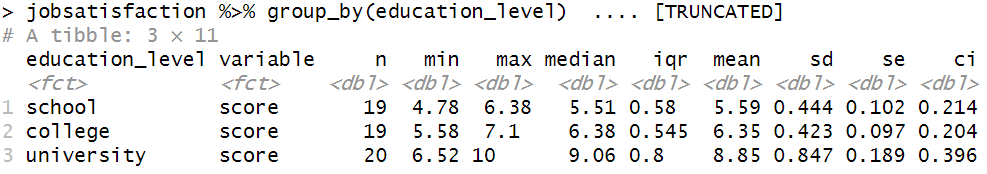 > jobsatisfaction %>% group_by(education_level)  .... [TRUNCATED]
# A tibble: 3 × 11
  education_level variable     n   min   max median   iqr  mean    sd    se    ci
  <fct>           <fct>    <dbl> <dbl> <dbl>  <dbl> <dbl> <dbl> <dbl> <dbl> <dbl>
1 school          score       19  4.78  6.38   5.51 0.58   5.59 0.444 0.102 0.214
2 college         score       19  5.58  7.1    6.38 0.545  6.35 0.423 0.097 0.204
3 university      score       20  6.52 10      9.06 0.8    8.85 0.847 0.189 0.396